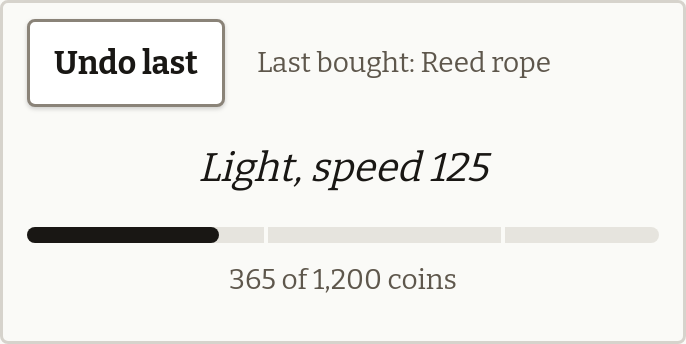 Undo last
Last bought: Reed rope
Light, speed 125
365 of 1,200 coins